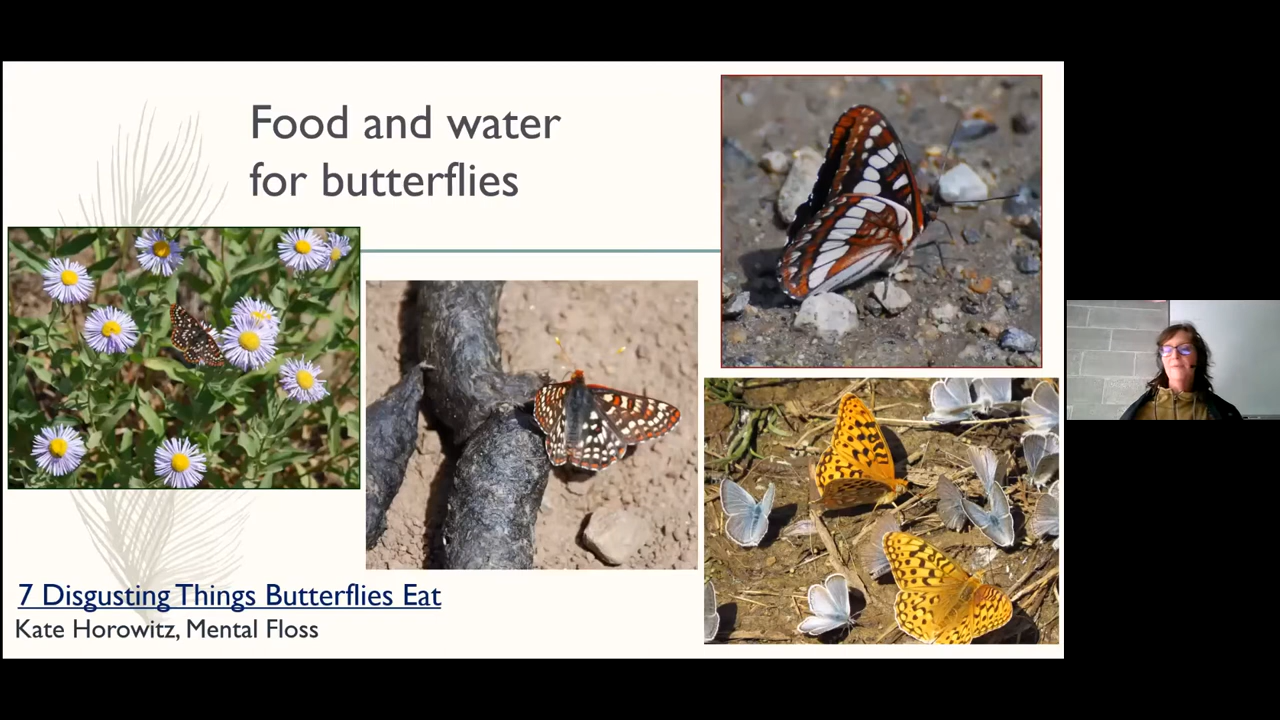 Food and water
for butterflies
7 Disgusting Things Butterflies Eat
Kate Horowitz, Mental Floss